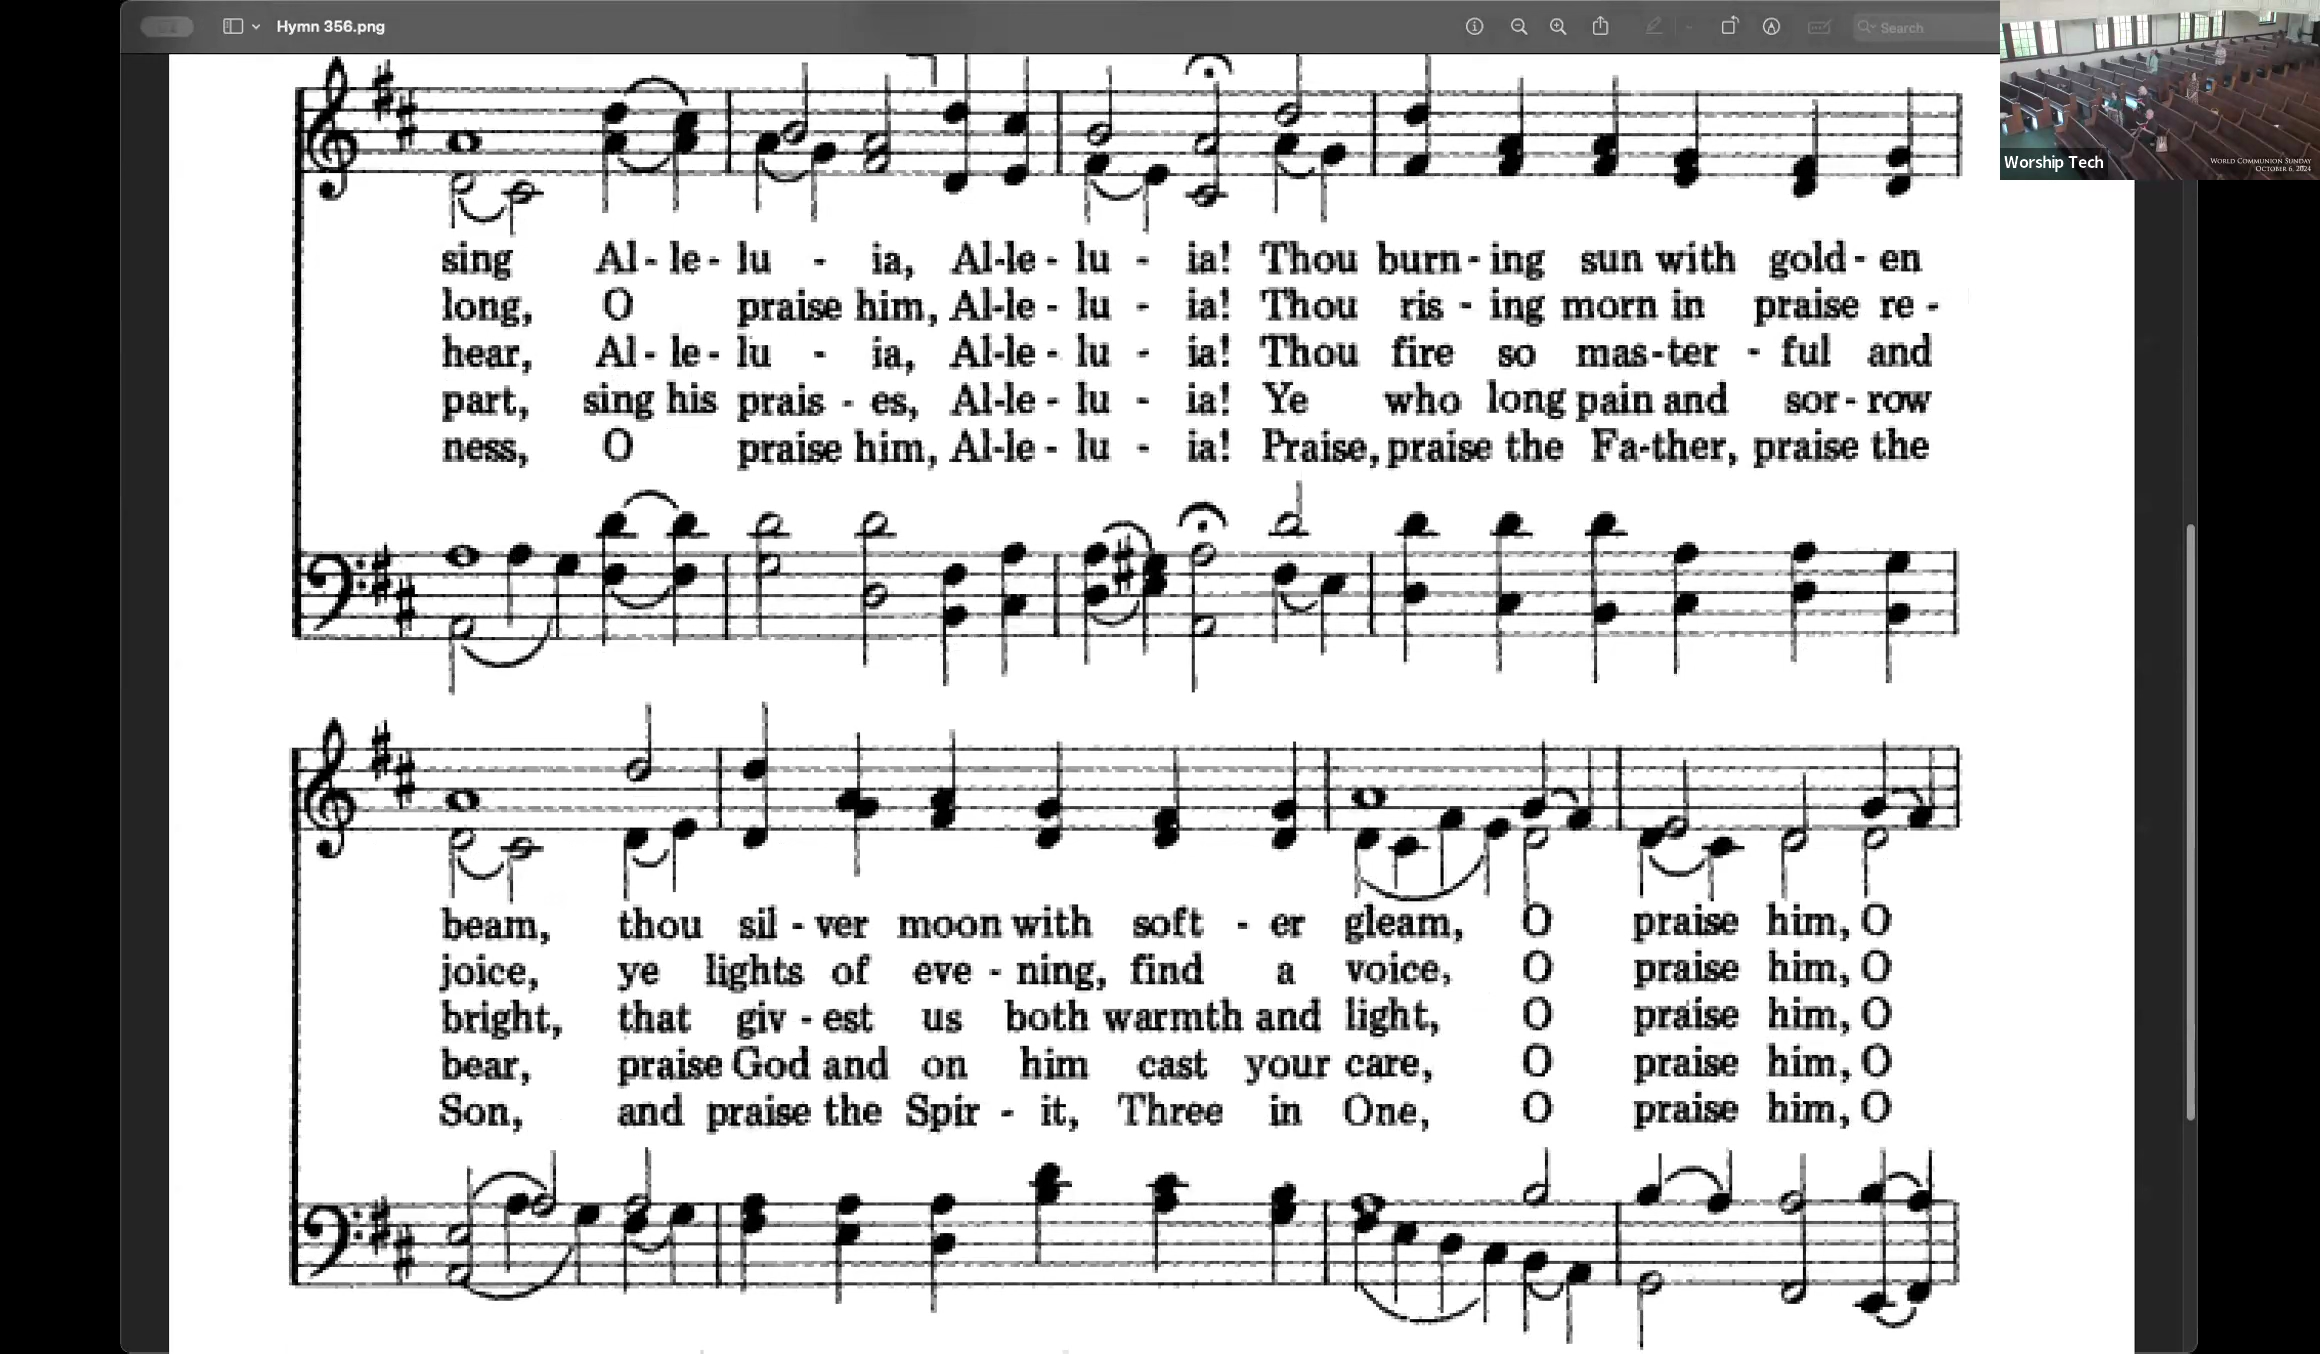 Hymn 356.png
Search
Worship Tech
World Communion Sunday
October 6, 2024
sing Al - le - lu - ia, Al-le - lu - ia! Thou burn - ing sun with gold - en
long, O praise him, Al-le - lu - ia! Thou ris - ing morn in praise re -
hear, Al - le - lu - ia, Al-le - lu - ia! Thou fire so mas-ter - ful and
part, sing his prais - es, Al-le - lu - ia! Ye who long pain and sor - row
ness, O praise him, Al-le - lu - ia! Praise, praise the Fa-ther, praise the
beam, thou sil - ver moon with soft - er gleam, O praise him, O
joice, ye lights of eve - ning, find a voice, O praise him, O
bright, that giv - est us both warmth and light, O praise him, O
bear, praise God and on him cast your care, O praise him, O
Son, and praise the Spir - it, Three in One, O praise him, O